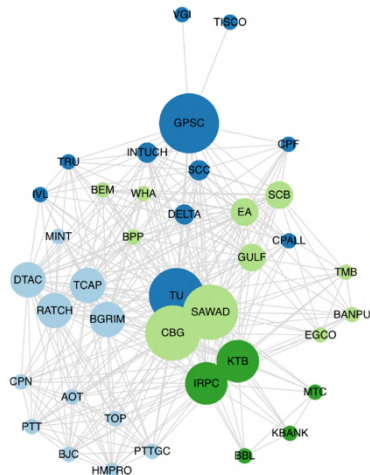 VGI
TISCO
GPSC
INTUCH
CPF
TRU
SCC
IVL
BEM
WHA
SCB
EA
DELTA
MINT
BPP
CPALL
GULF
DTAC
TCAP
TMB
TU
RATCH
BGRIM
SAWAD
BANPU
CBG
EGCO
KTB
CPN
IRPC
AOT
MTC
PTT
TOP
KBANK
BJC
PTTGC
BBL
HMPRO